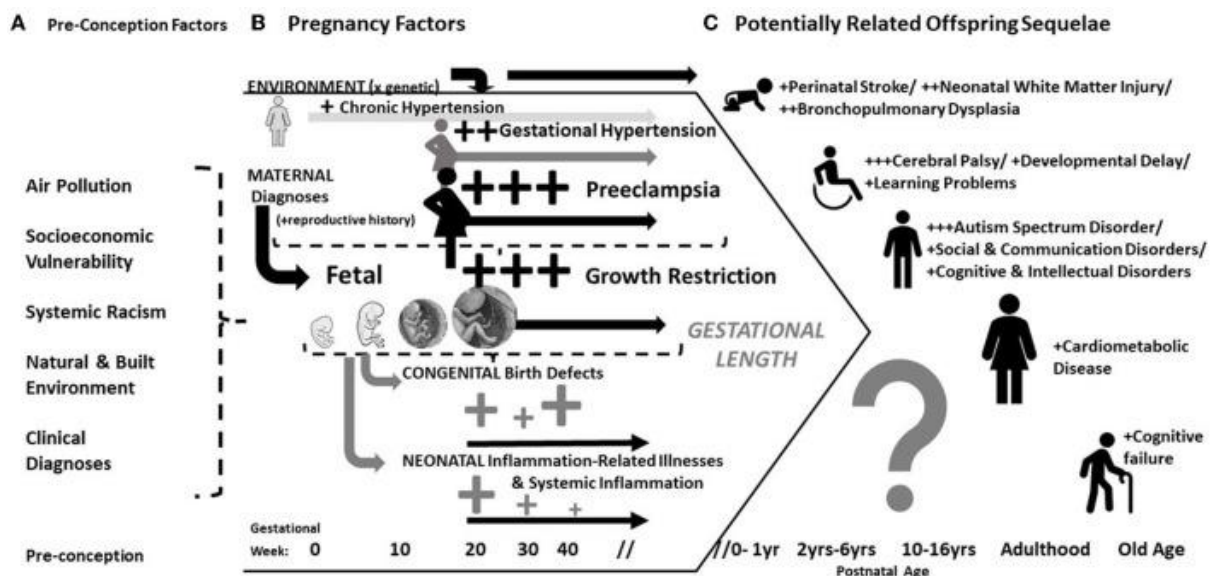 A Pre-Conception Factors
B Pregnancy Factors
C Potentially Related Offspring Sequelae
Air Pollution
Socioeconomic
Vulnerability
Systemic Racism
Natural & Built
Environment
Clinical
Diagnoses
Pre-conception
ENVIRONMENT (x genetic)
+ Chronic Hypertension
++Gestational Hypertension
MATERNAL
Diagnoses
(+reproductive history)
+++ Preeclampsia
Fetal
+++ Growth Restriction
GESTATIONAL
LENGTH
CONGENITAL Birth Defects
+ + +
NEONATAL Inflammation-Related Illnesses
& Systemic Inflammation
+ + +
Gestational
Week: 0 10 20 30 40 //
+Perinatal Stroke/ ++Neonatal White Matter Injury/
++Bronchopulmonary Dysplasia
+++Cerebral Palsy/ +Developmental Delay/
+Learning Problems
+++Autism Spectrum Disorder/
+Social & Communication Disorders/
+Cognitive & Intellectual Disorders
+Cardiometabolic
Disease
?
+Cognitive
failure
//0- 1yr 2yrs-6yrs 10-16yrs Adulthood Old Age
Postnatal Age